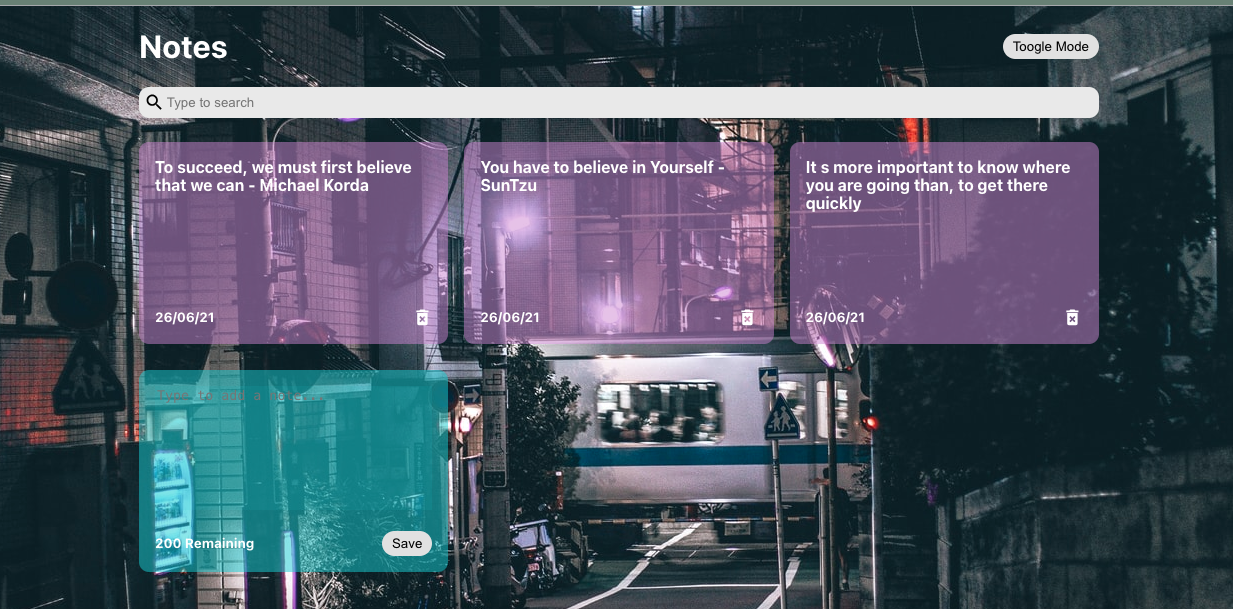 Notes
Toogle Mode
Type to search
To succeed, we must first believe
that we can - Michael Korda
26/06/21
You have to believe in Yourself -
SunTzu
26/06/21
It s more important to know where
you are going than, to get there
quickly
26/06/21
Type to add a note...
200 Remaining
Save